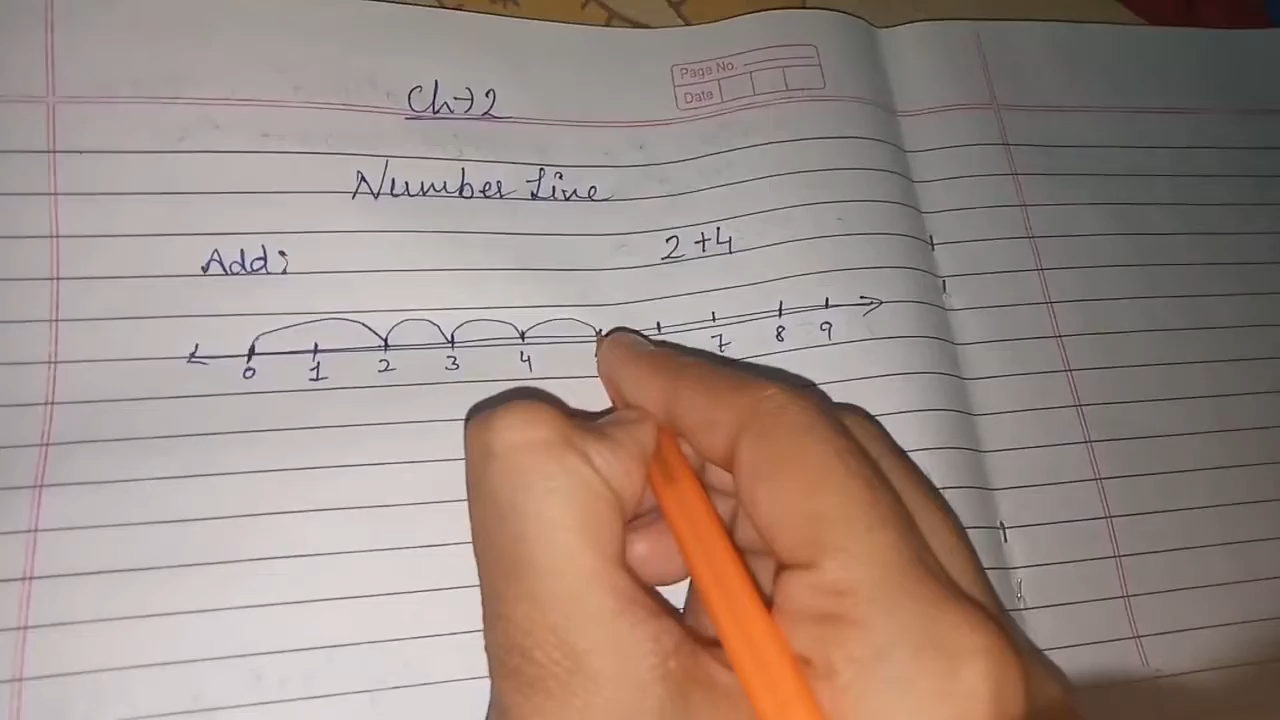 Page No.
Date
Ch→2
Number Line
Add:
2+4
0 1 2 3 4 7 8 9